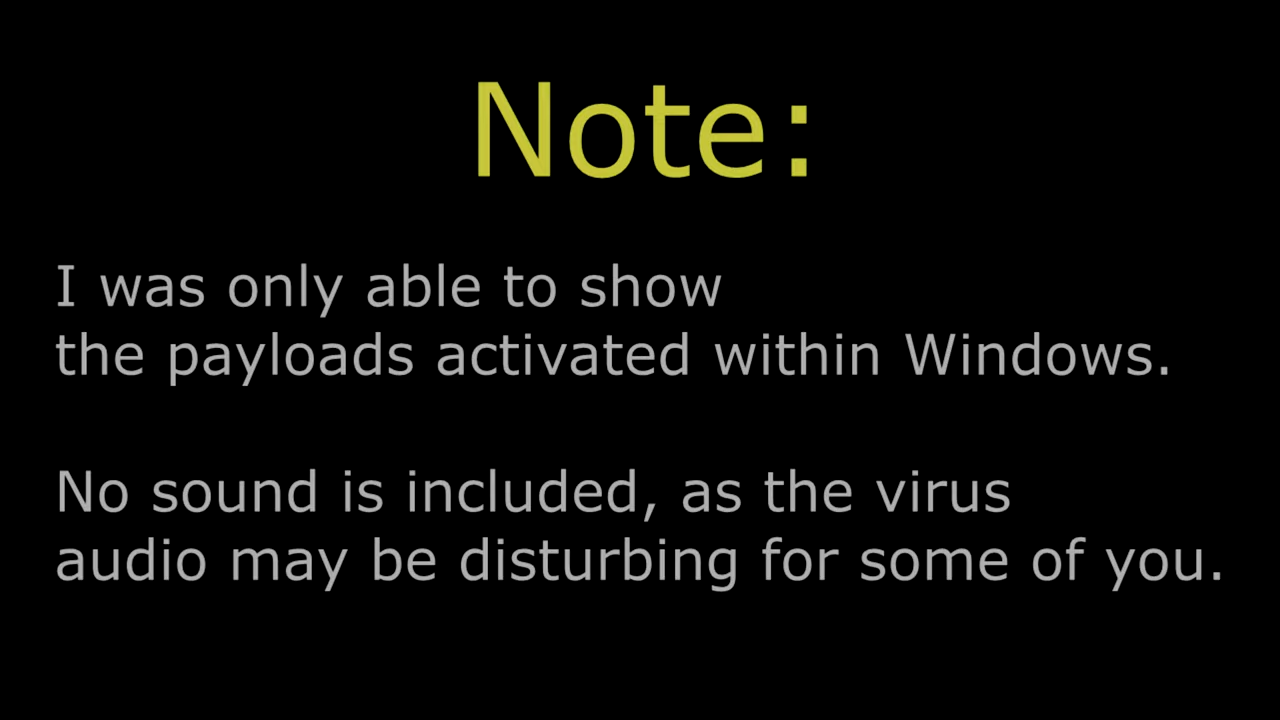 Note:
I was only able to show
the payloads activated within Windows.
No sound is included, as the virus
audio may be disturbing for some of you.